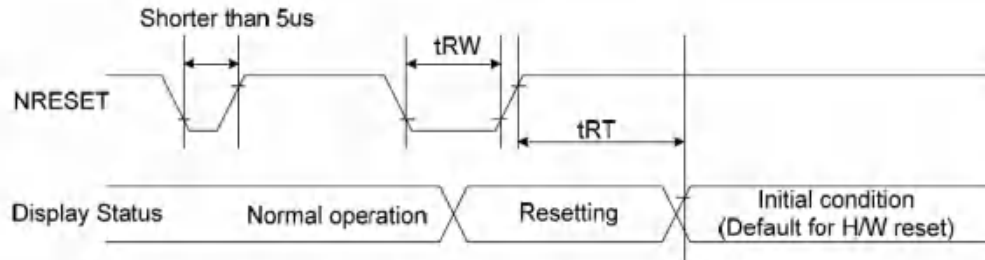 Shorter than 5us
tRW
NRESET
tRT
Display Status
Normal operation
Resetting
Initial condition
(Default for H/W reset)